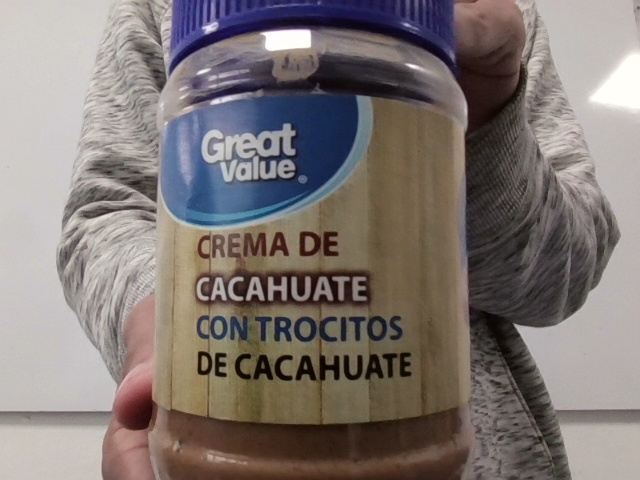 Great
Value®
CREMA DE
CACAHUATE
CON TROCITOS
DE CACAHUATE